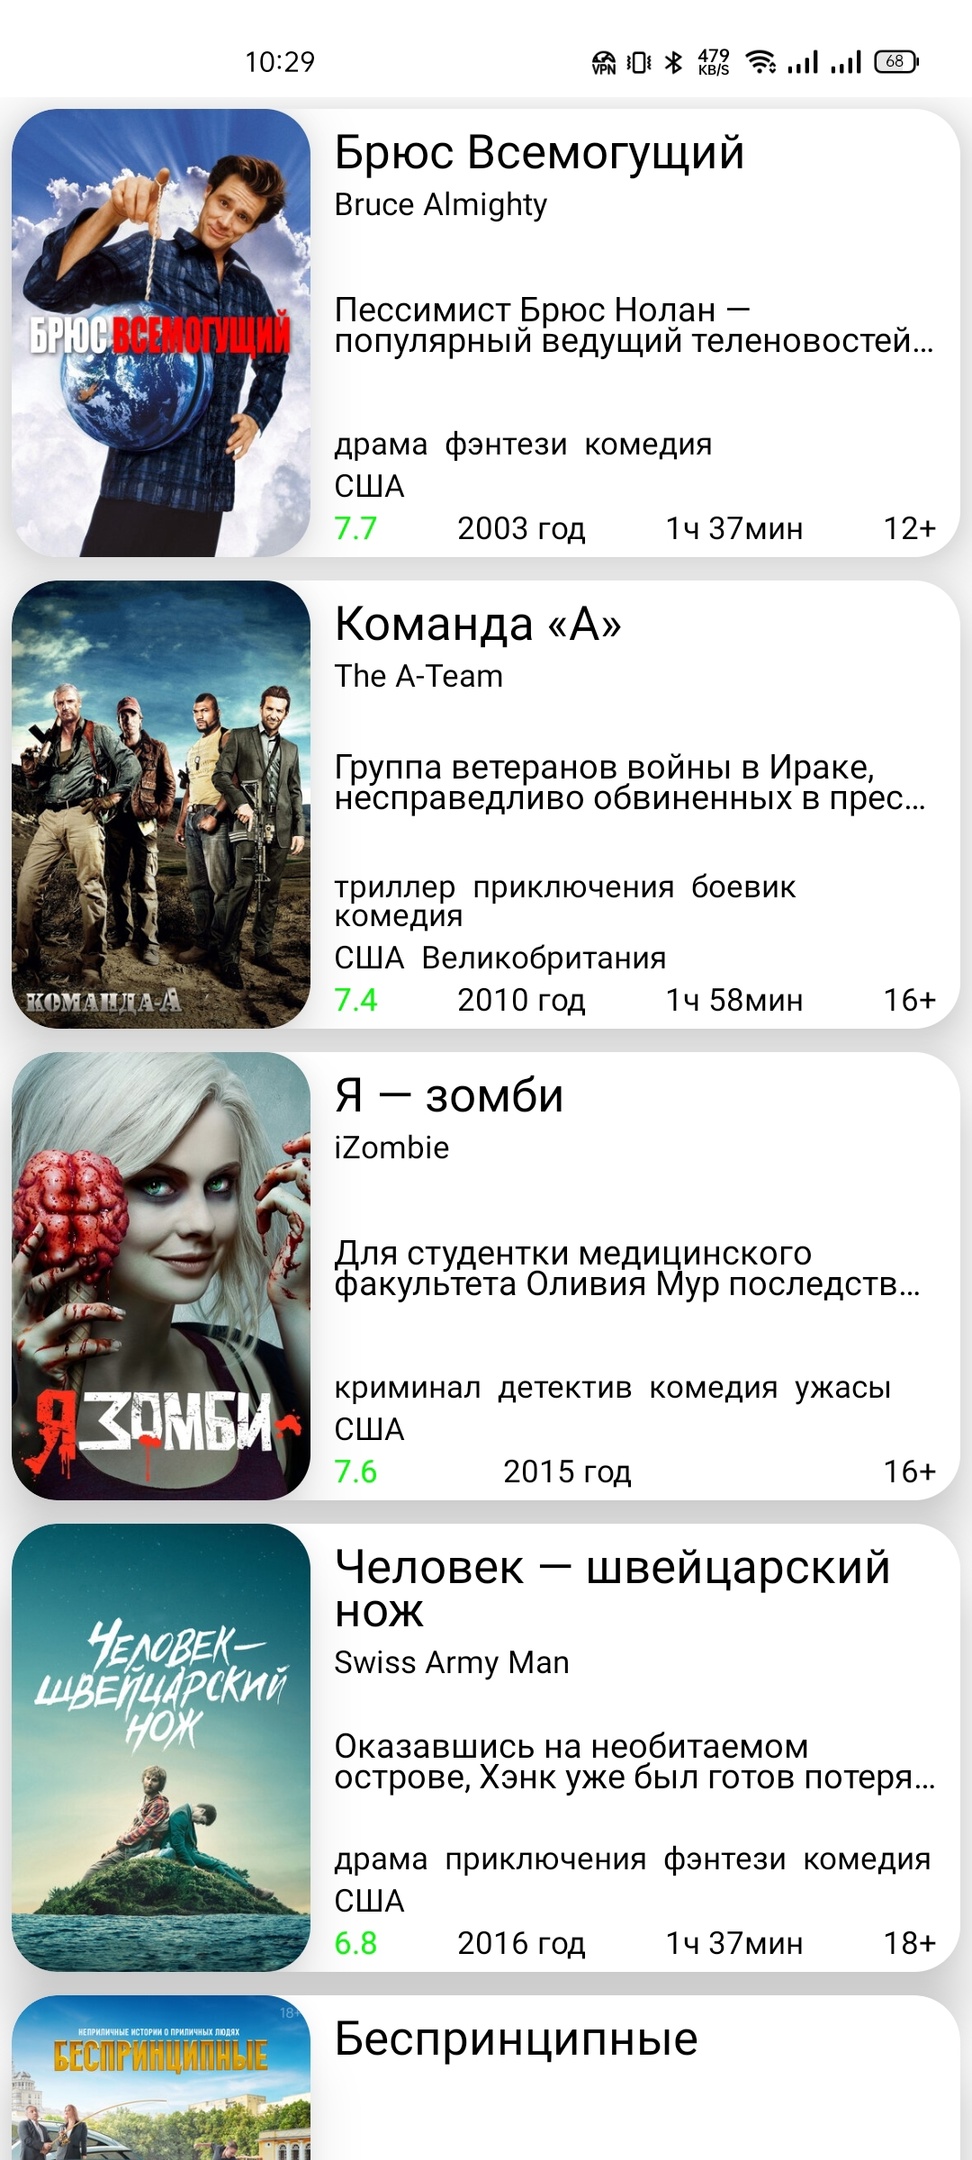 10:29
VPN
479
KB/S
68
БРЮС ВСЕМОГУЩИЙ
Брюс Всемогущий
Bruce Almighty
Пессимист Брюс Нолан —
популярный ведущий теленовостей...
драма фэнтези комедия
США
7.7 2003 год 1ч 37мин 12+
КОМАНДА-А
Команда «А»
The A-Team
Группа ветеранов войны в Ираке,
несправедливо обвиненных в прес...
триллер приключения боевик
комедия
США Великобритания
7.4 2010 год 1ч 58мин 16+
Я ЗОМБИ
Я — зомби
iZombie
Для студентки медицинского
факультета Оливия Мур последств...
криминал детектив комедия ужасы
США
7.6 2015 год 16+
ЧЕЛОВЕК—
ШВЕЙЦАРСКИЙ
НОЖ
Человек — швейцарский
нож
Swiss Army Man
Оказавшись на необитаемом
острове, Хэнк уже был готов потеря...
драма приключения фэнтези комедия
США
6.8 2016 год 1ч 37мин 18+
18+
НЕПРИЛИЧНЫЕ ИСТОРИИ О ПРИЛИЧНЫХ ЛЮДЯХ
БЕСПРИНЦИПНЫЕ
Беспринципные